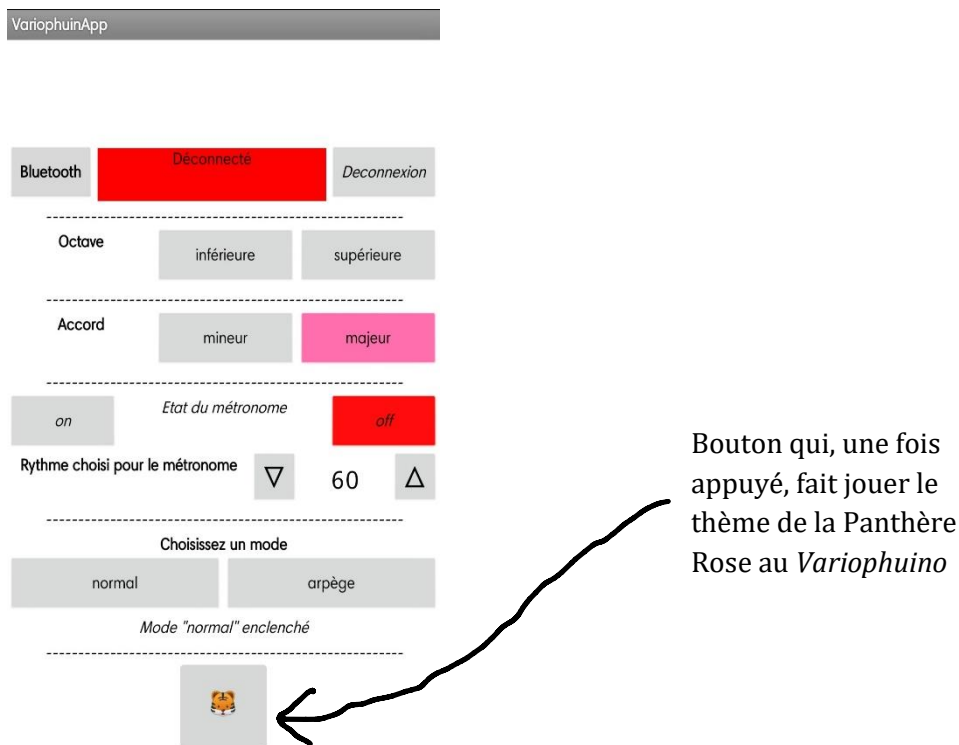 VariophuinApp
Bluetooth Déconnecté Deconnexion
Octave inférieure supérieure
Accord mineur majeur
on Etat du métronome off
Rythme choisi pour le métronome ▽ 60 △
Choisissez un mode
normal arpège
Mode "normal" enclenché
Bouton qui, une fois
appuyé, fait jouer le
thème de la Panthère
Rose au Variophuino